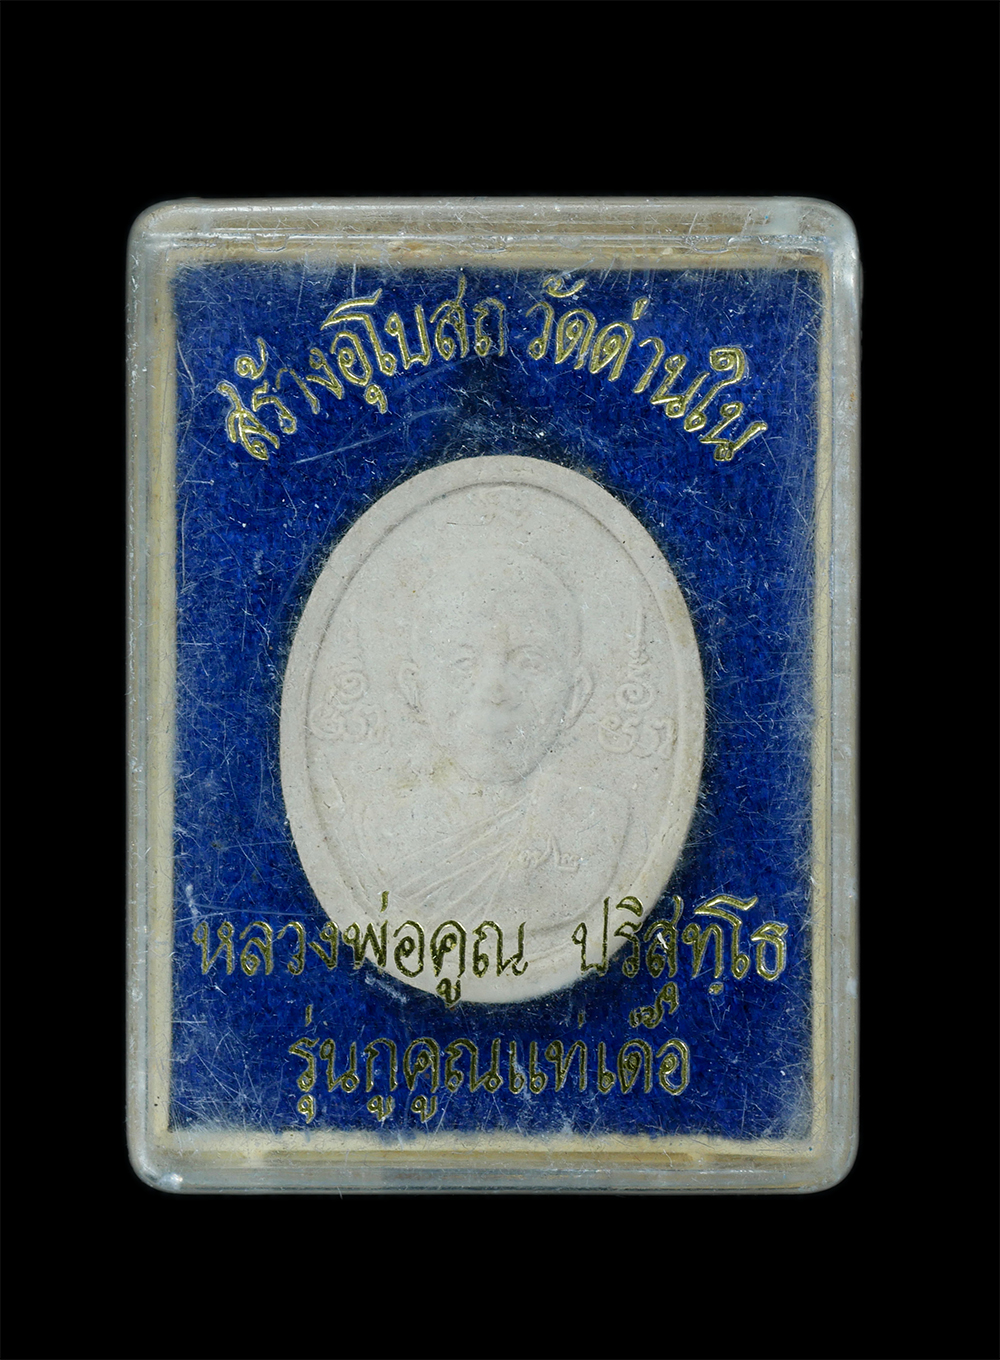 สร้างอุโบสถ วัดด่านใน
หลวงพ่อคูณ ปริสุทฺโธ
รุ่นกูคูณแท้เด้อ